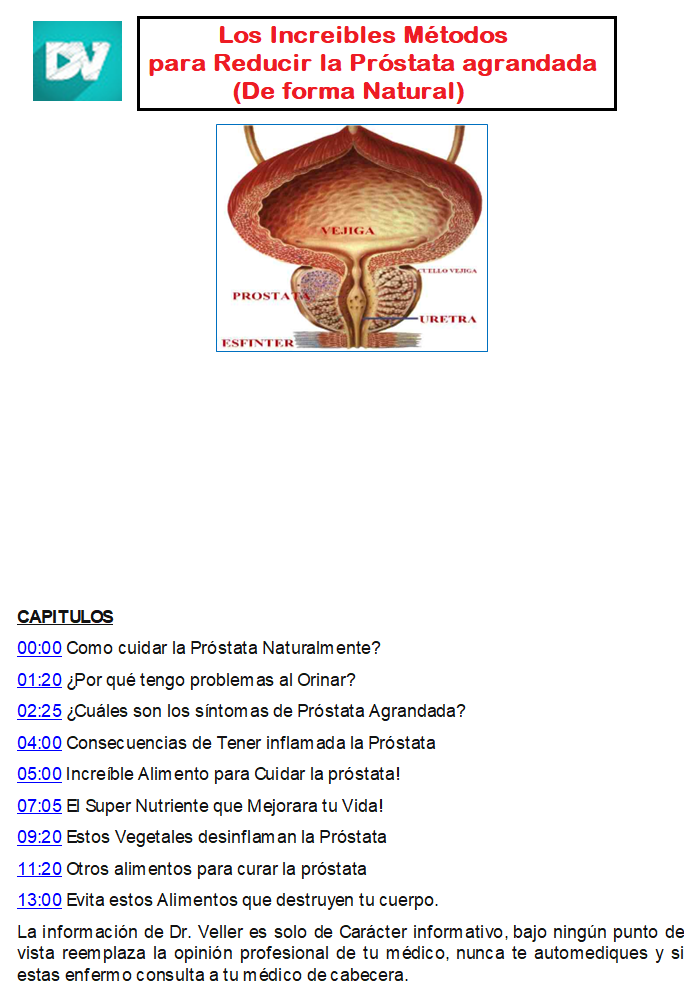 DV
Los Increibles Métodos
para Reducir la Próstata agrandada
(De forma Natural)
VEJIGA
CUELLO VEJIGA
PROSTATA
URETRA
ESFINTER
CAPITULOS
00:00 Como cuidar la Próstata Naturalmente?
01:20 ¿Por qué tengo problemas al Orinar?
02:25 ¿Cuáles son los síntomas de Próstata Agrandada?
04:00 Consecuencias de Tener inflamada la Próstata
05:00 Increíble Alimento para Cuidar la próstata!
07:05 El Super Nutriente que Mejorara tu Vida!
09:20 Estos Vegetales desinflaman la Próstata
11:20 Otros alimentos para curar la próstata
13:00 Evita estos Alimentos que destruyen tu cuerpo.
La información de Dr. Veller es solo de Carácter informativo, bajo ningún punto de
vista reemplaza la opinión profesional de tu médico, nunca te automediques y si
estas enfermo consulta a tu médico de cabecera.